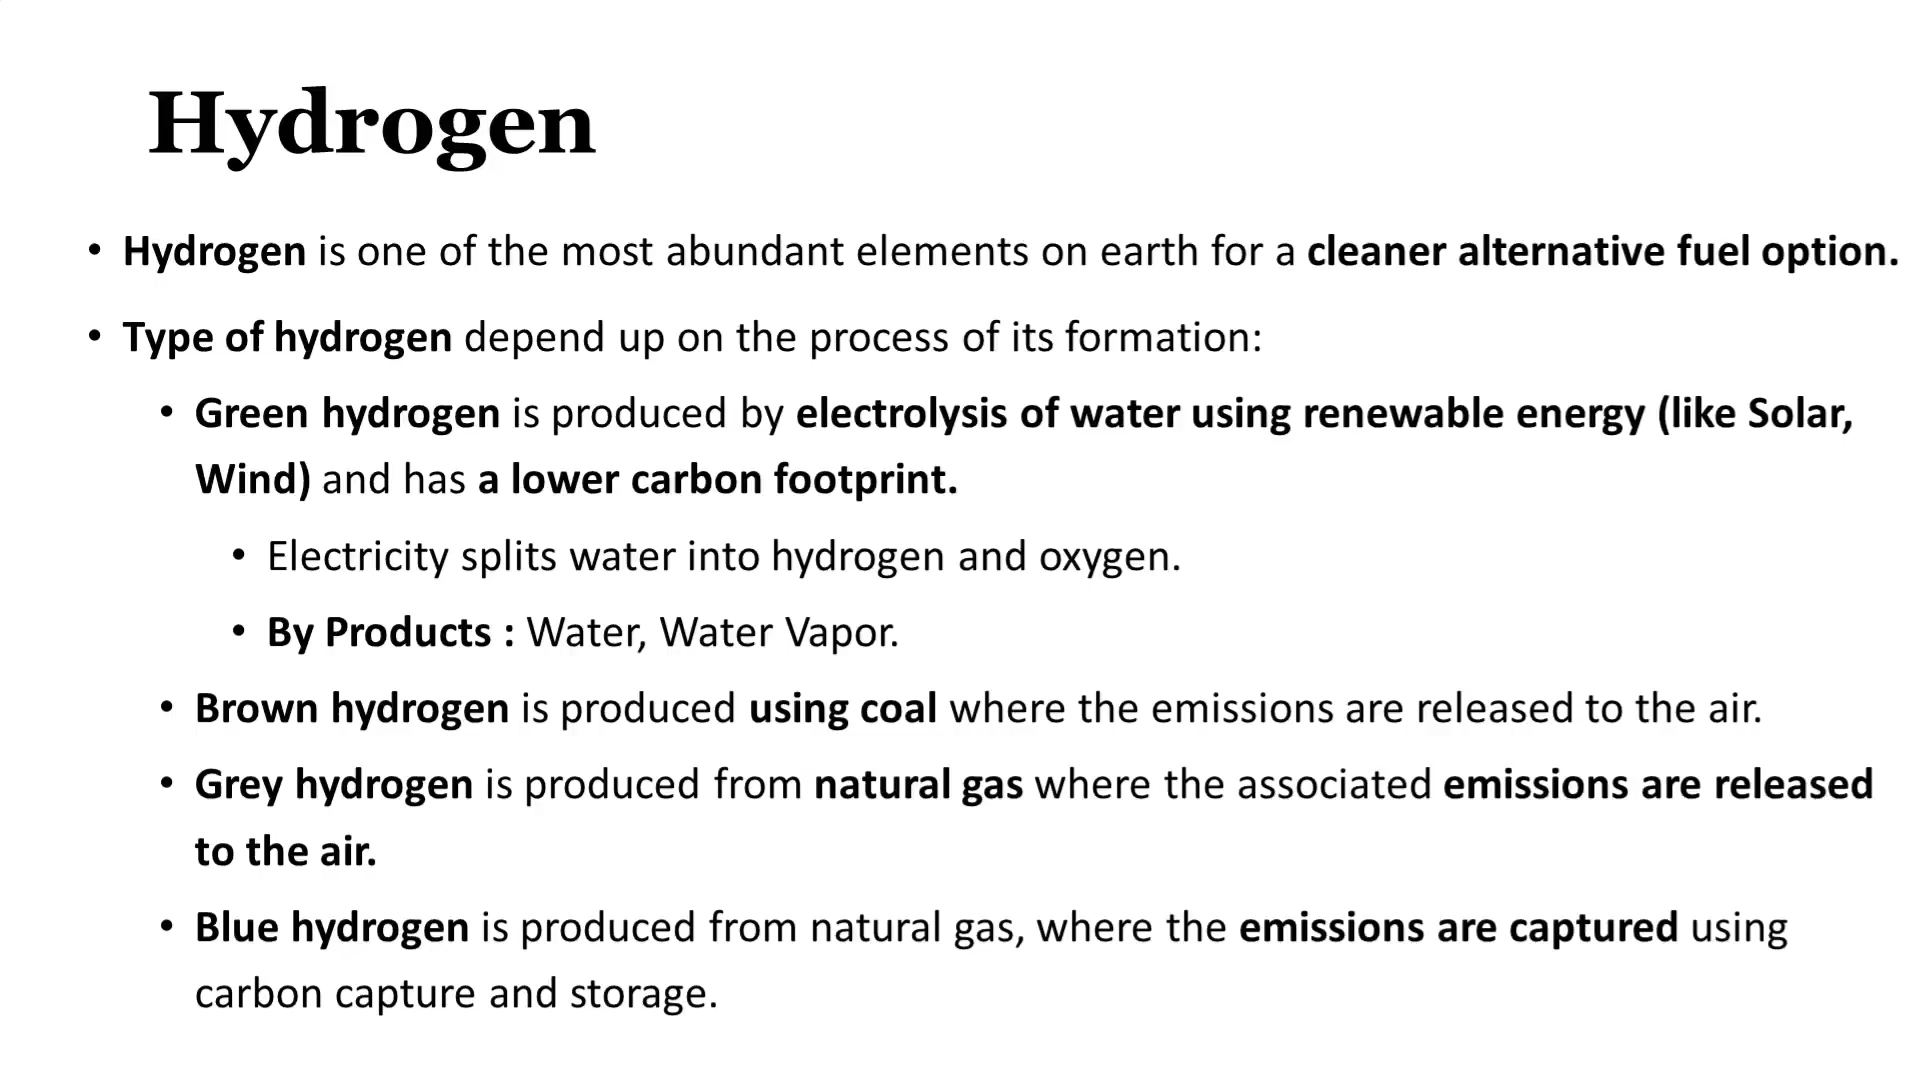 Hydrogen
• Hydrogen is one of the most abundant elements on earth for a cleaner alternative fuel option.
• Type of hydrogen depend up on the process of its formation:
• Green hydrogen is produced by electrolysis of water using renewable energy (like Solar,
Wind) and has a lower carbon footprint.
• Electricity splits water into hydrogen and oxygen.
• By Products : Water, Water Vapor.
• Brown hydrogen is produced using coal where the emissions are released to the air.
• Grey hydrogen is produced from natural gas where the associated emissions are released
to the air.
• Blue hydrogen is produced from natural gas, where the emissions are captured using
carbon capture and storage.